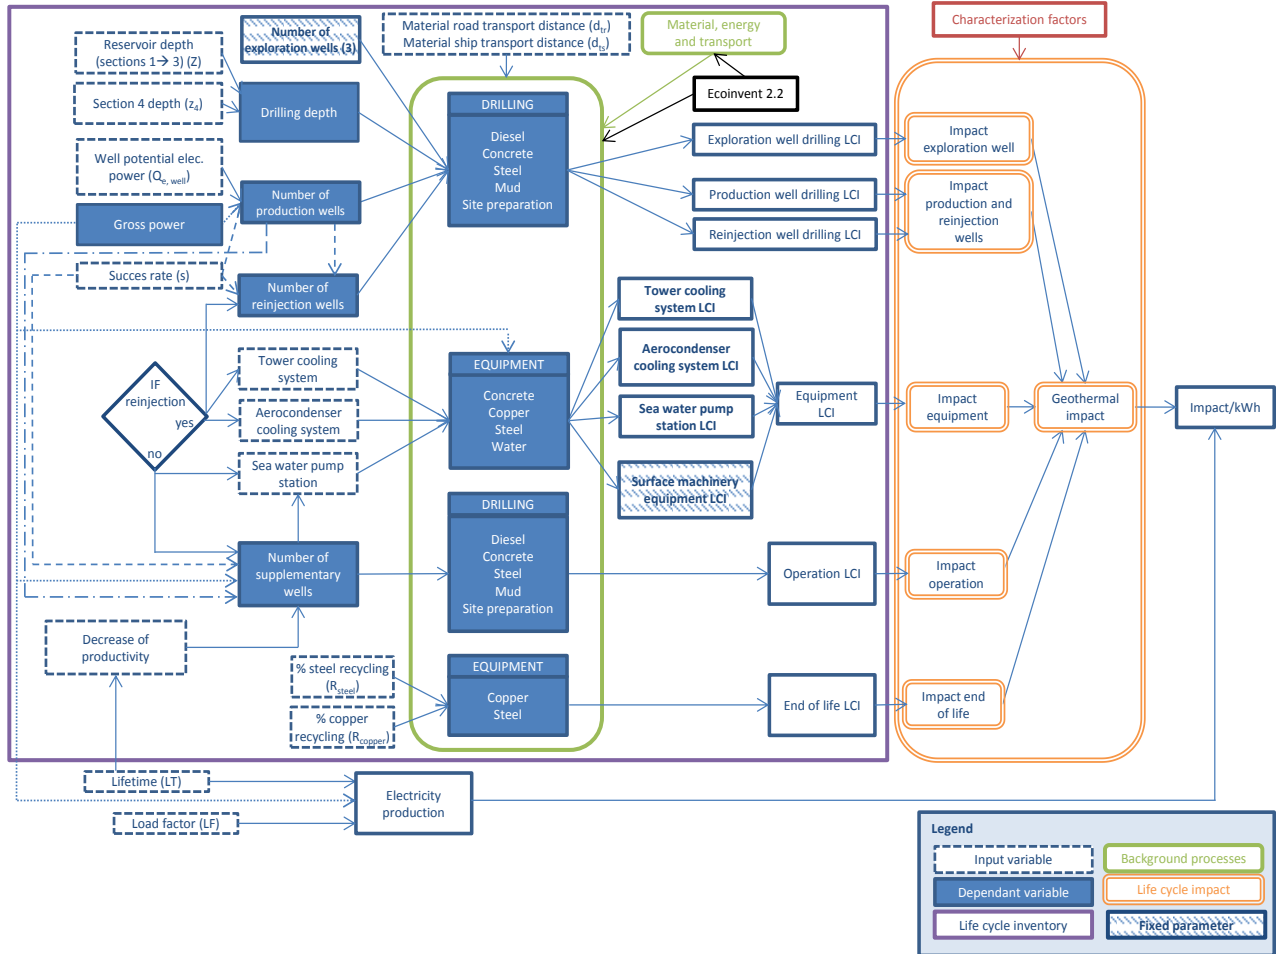 Reservoir depth
(sections 1→ 3) (Z)
Section 4 depth (z4)
Well potential elec.
power (Qe, well)
Gross power
Succes rate (s)
Number of
exploration wells (3)
Drilling depth
Number of
production wells
Number of
reinjection wells
Material road transport distance (dtr)
Material ship transport distance (dts)
DRILLING
Diesel
Concrete
Steel
Mud
Site preparation
Material, energy
and transport
Ecoinvent 2.2
Exploration well drilling LCI
Production well drilling LCI
Reinjection well drilling LCI
Characterization factors
Impact
exploration well
Impact
production and
reinjection
wells
IF
reinjection
yes
no
Tower cooling
system
Aerocondenser
cooling system
Sea water pump
station
EQUIPMENT
Concrete
Copper
Steel
Water
Tower cooling
system LCI
Aerocondenser
cooling system LCI
Sea water pump
station LCI
Surface machinery
equipment LCI
Equipment
LCI
Impact
equipment
Geothermal
impact
Impact/kWh
Number of
supplementary
wells
DRILLING
Diesel
Concrete
Steel
Mud
Site preparation
Operation LCI
Impact
operation
Decrease of
productivity
% steel recycling
(Rsteel)
% copper
recycling (Rcopper)
EQUIPMENT
Copper
Steel
End of life LCI
Impact end
of life
Lifetime (LT)
Load factor (LF)
Electricity
production
Legend
Input variable
Background processes
Dependant variable
Life cycle impact
Life cycle inventory
Fixed parameter